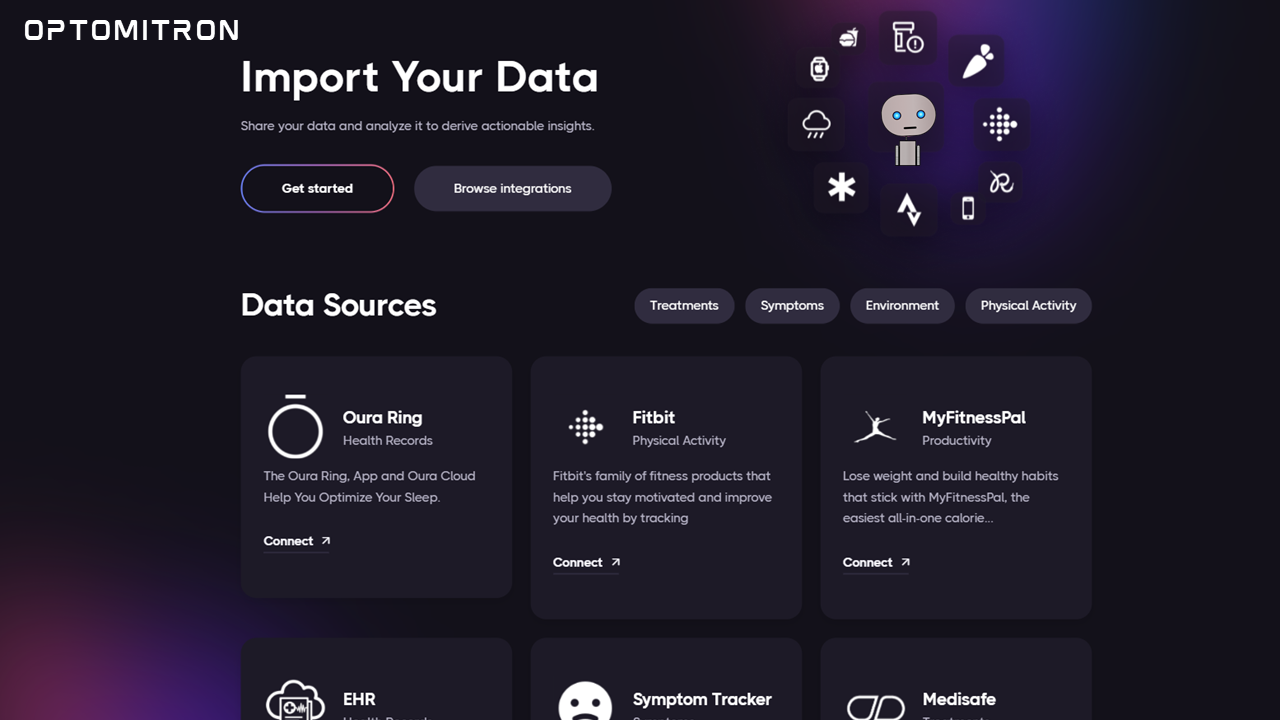 OPTOMITRON
Import Your Data
Share your data and analyze it to derive actionable insights.
Get started
Browse integrations
Data Sources
Treatments
Symptoms
Environment
Physical Activity
Oura Ring
Health Records
The Oura Ring, App and Oura Cloud
Help You Optimize Your Sleep.
Connect
Fitbit
Physical Activity
Fitbit's family of fitness products that
help you stay motivated and improve
your health by tracking
Connect
MyFitnessPal
Productivity
Lose weight and build healthy habits
that stick with MyFitnessPal, the
easiest all-in-one calorie...
Connect
EHR
Symptom Tracker
Medisafe